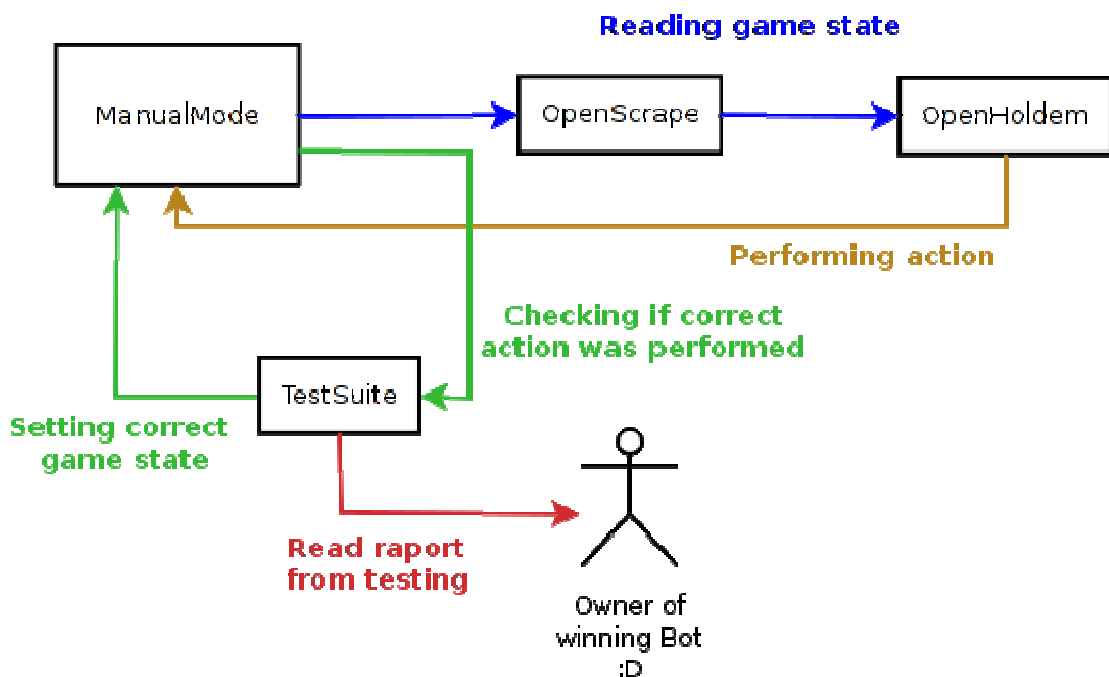 Reading game state
ManualMode
OpenScrape
OpenHoldem
Performing action
Checking if correct
action was performed
TestSuite
Setting correct
game state
Read raport
from testing
Owner of
winning Bot
:D